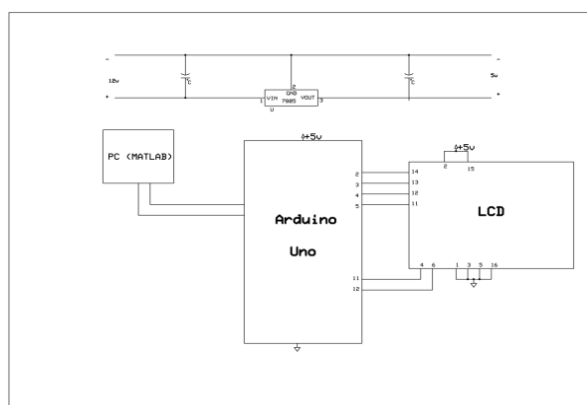 -
-
C
2
C
12v
GND
5v
+
1 VIN
VOUT 3
+
7805
U
+5v
+5v
PC (MATLAB)
2
15
2
14
3
13
4
12
5
11
LCD
Arduino
Uno
4
6
1
3
5
16
11
12